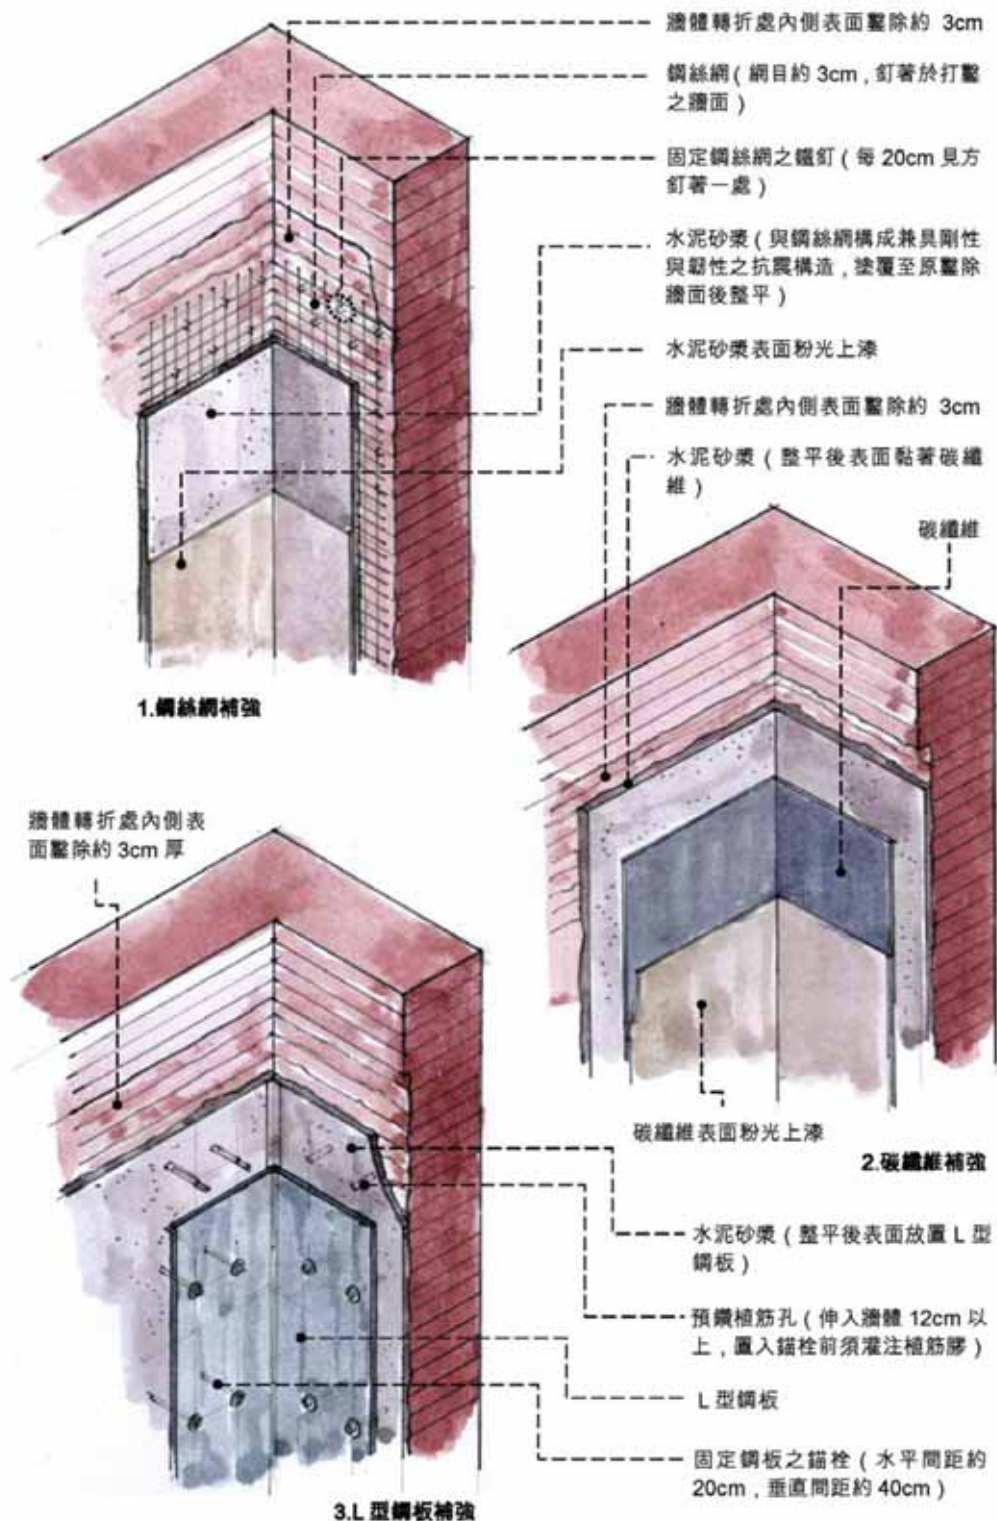 牆體轉折處內側表面鑿除約 3cm
鋼絲網（網目約 3cm，釘著於打鑿
之牆面）
固定鋼絲網之鐵釘（每 20cm 見方
釘著一處）
水泥砂漿（與鋼絲網構成兼具剛性
與韌性之抗震構造，塗覆至原鑿除
牆面後整平）
水泥砂漿表面粉光上漆
牆體轉折處內側表面鑿除約 3cm
水泥砂漿（整平後表面黏著碳纖
維）
碳纖維
1.鋼絲網補強
牆體轉折處內側表
面鑿除約 3cm 厚
碳纖維表面粉光上漆
2.碳纖維補強
水泥砂漿（整平後表面放置 L 型
鋼板）
預鑽植筋孔（伸入牆體 12cm 以
上，置入錨栓前須灌注植筋膠）
L 型鋼板
固定鋼板之錨栓（水平間距約
20cm，垂直間距約 40cm）
3.L 型鋼板補強